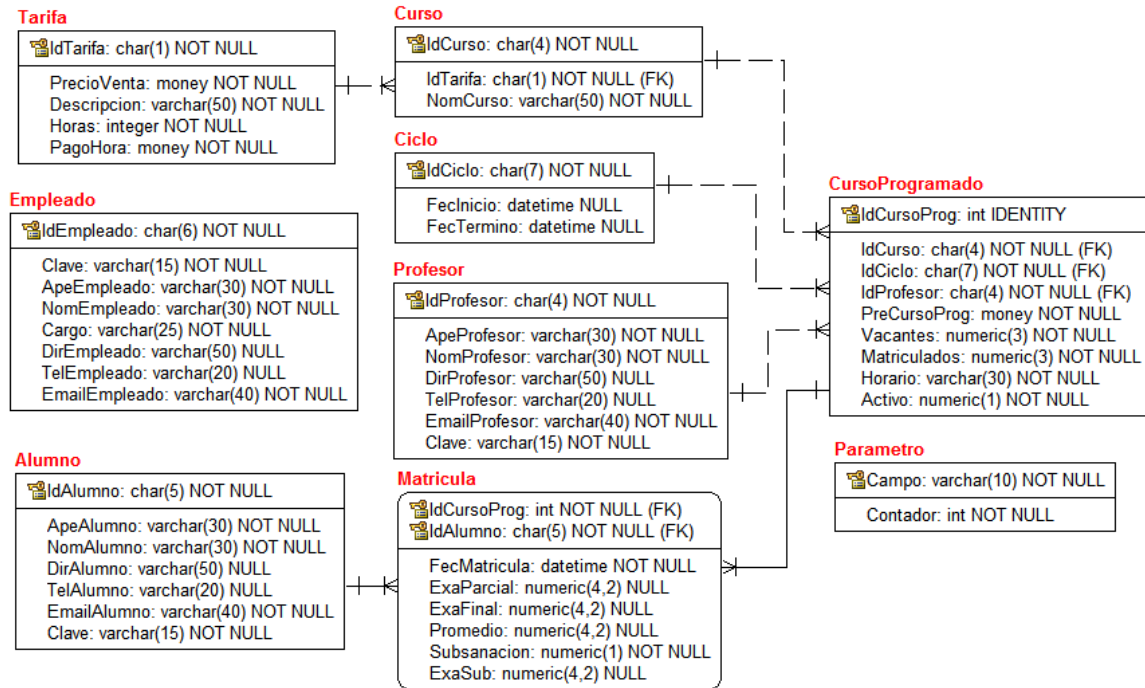 Tarifa
IdTarifa: char(1) NOT NULL
PrecioVenta: money NOT NULL
Descripcion: varchar(50) NOT NULL
Horas: integer NOT NULL
PagoHora: money NOT NULL
Curso
IdCurso: char(4) NOT NULL
IdTarifa: char(1) NOT NULL (FK)
NomCurso: varchar(50) NOT NULL
Ciclo
IdCiclo: char(7) NOT NULL
FecInicio: datetime NULL
FecTermino: datetime NULL
Empleado
IdEmpleado: char(6) NOT NULL
Clave: varchar(15) NOT NULL
ApeEmpleado: varchar(30) NOT NULL
NomEmpleado: varchar(30) NOT NULL
Cargo: varchar(25) NOT NULL
DirEmpleado: varchar(50) NULL
TelEmpleado: varchar(20) NULL
EmailEmpleado: varchar(40) NOT NULL
Profesor
IdProfesor: char(4) NOT NULL
ApeProfesor: varchar(30) NOT NULL
NomProfesor: varchar(30) NOT NULL
DirProfesor: varchar(50) NULL
TelProfesor: varchar(20) NULL
EmailProfesor: varchar(40) NOT NULL
Clave: varchar(15) NOT NULL
CursoProgramado
IdCursoProg: int IDENTITY
IdCurso: char(4) NOT NULL (FK)
IdCiclo: char(7) NOT NULL (FK)
IdProfesor: char(4) NOT NULL (FK)
PreCursoProg: money NOT NULL
Vacantes: numeric(3) NOT NULL
Matriculados: numeric(3) NOT NULL
Horario: varchar(30) NOT NULL
Activo: numeric(1) NOT NULL
Alumno
IdAlumno: char(5) NOT NULL
ApeAlumno: varchar(30) NOT NULL
NomAlumno: varchar(30) NOT NULL
DirAlumno: varchar(50) NULL
TelAlumno: varchar(20) NULL
EmailAlumno: varchar(40) NOT NULL
Clave: varchar(15) NOT NULL
Matricula
IdCursoProg: int NOT NULL (FK)
IdAlumno: char(5) NOT NULL (FK)
FecMatricula: datetime NOT NULL
ExaParcial: numeric(4,2) NULL
ExaFinal: numeric(4,2) NULL
Promedio: numeric(4,2) NULL
Subsanacion: numeric(1) NOT NULL
ExaSub: numeric(4,2) NULL
Parametro
Campo: varchar(10) NOT NULL
Contador: int NOT NULL